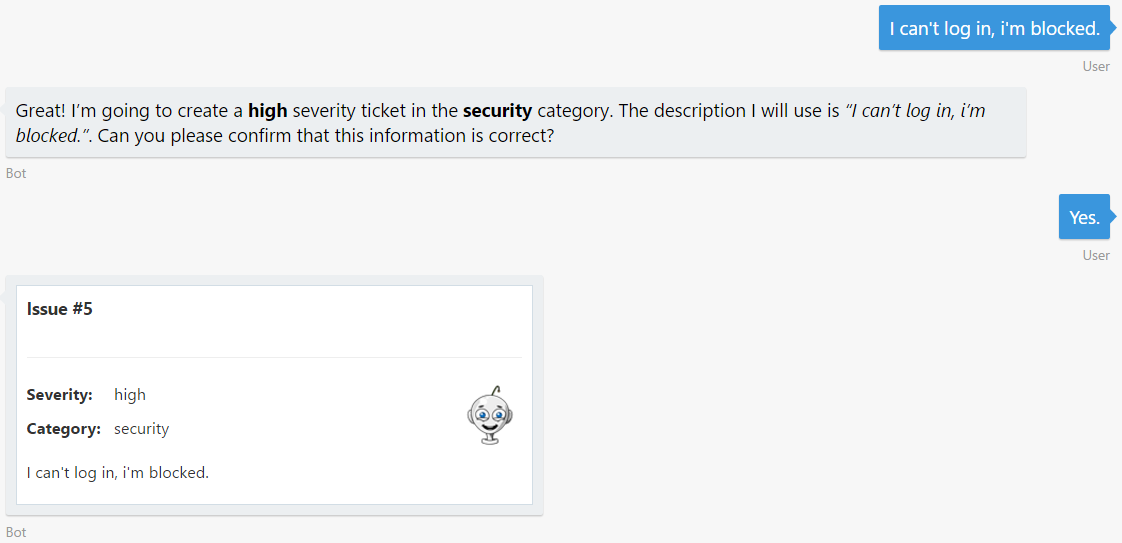 I can't log in, i'm blocked.
User
Great! I’m going to create a high severity ticket in the security category. The description I will use is “I can’t log in, i’m
blocked.”. Can you please confirm that this information is correct?
Bot
Yes.
User
Issue #5
Severity: high
Category: security
I can't log in, i'm blocked.
Bot